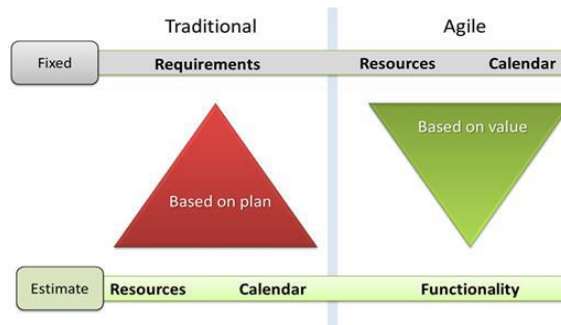 Traditional Agile
Fixed Requirements Resources Calendar
Based on value
Based on plan
Estimate Resources Calendar Functionality